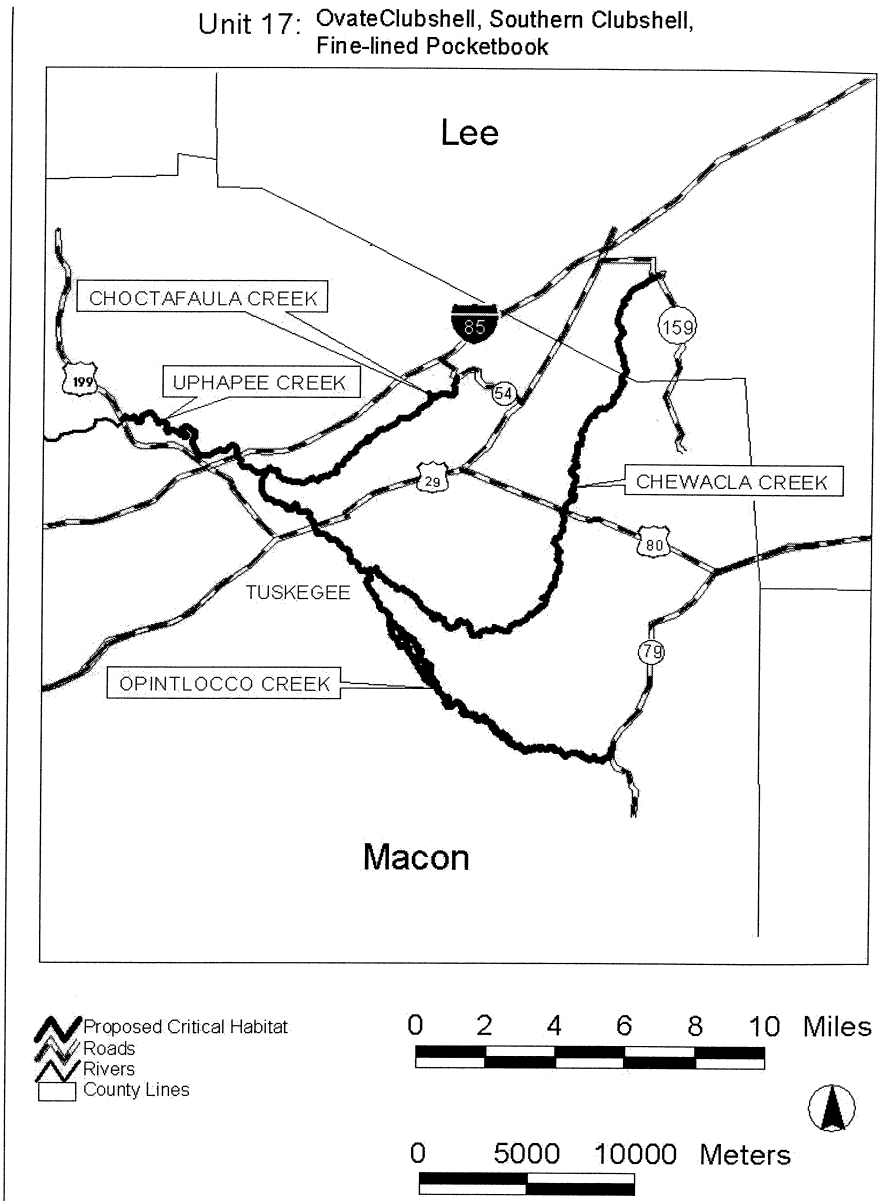 Unit 17: OvateClubshell, Southern Clubshell,
Fine-lined Pocketbook
Lee
CHOCTAFAULA CREEK
85
159
199
UPHAPEE CREEK
54
29
CHEWACLA CREEK
80
TUSKEGEE
79
OPINTLOCCO CREEK
Macon
Proposed Critical Habitat
Roads
Rivers
County Lines
0 2 4 6 8 10 Miles
0 5000 10000 Meters